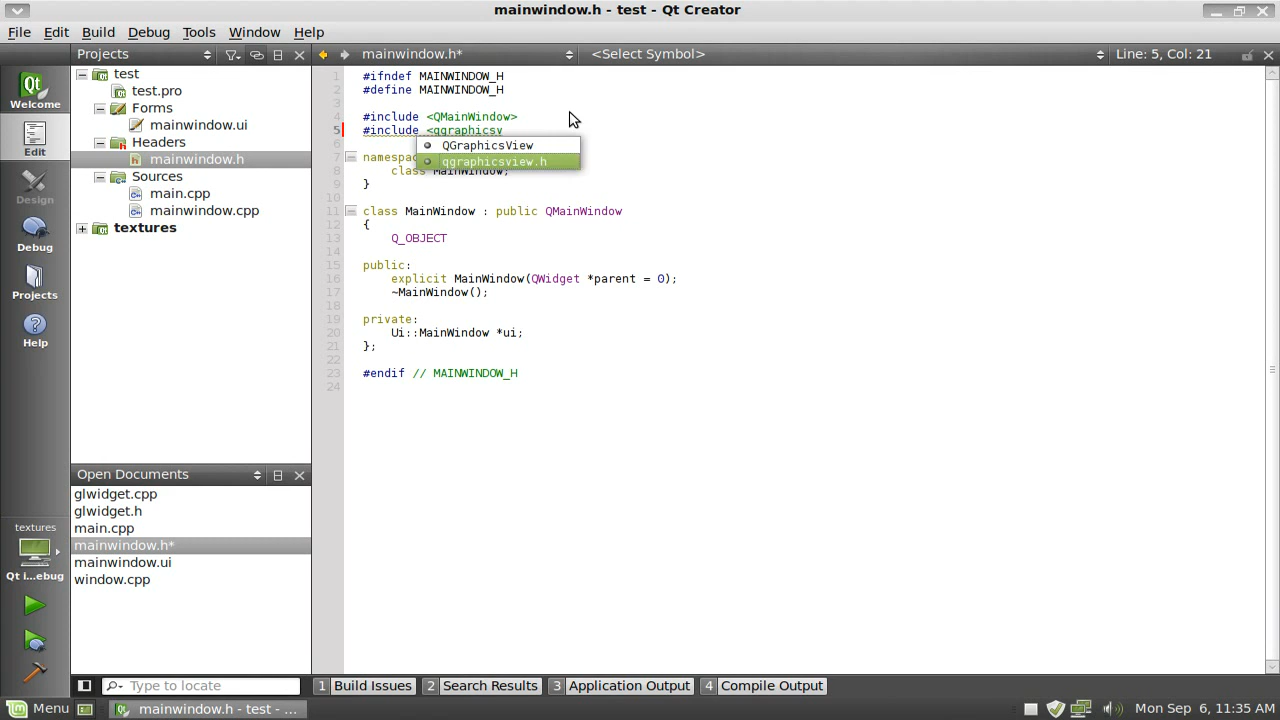 mainwindow.h - test - Qt Creator
File Edit Build Debug Tools Window Help
Projects
mainwindow.h*
<Select Symbol>
Line: 5, Col: 21
Welcome
Edit
Design
Debug
Projects
Help
test
test.pro
Forms
mainwindow.ui
Headers
mainwindow.h
Sources
main.cpp
mainwindow.cpp
textures
1 #ifndef MAINWINDOW_H
2 #define MAINWINDOW_H
3
4 #include <QMainWindow>
5 #include <qgraphicsv
QGraphicsView
qgraphicsview.h
6
7 namespac
8 class MainWindow;
9 }
10
11 class MainWindow : public QMainWindow
12 {
13 Q_OBJECT
14
15 public:
16 explicit MainWindow(QWidget *parent = 0);
17 ~MainWindow();
18
19 private:
20 Ui::MainWindow *ui;
21 };
22
23 #endif // MAINWINDOW_H
24
Open Documents
glwidget.cpp
glwidget.h
main.cpp
mainwindow.h*
mainwindow.ui
window.cpp
textures
Qt i...ebug
Type to locate
1 Build Issues 2 Search Results 3 Application Output 4 Compile Output
Menu
mainwindow.h - test - ...
Mon Sep 6, 11:35 AM